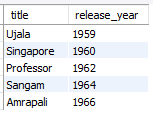 title release_year
Ujala 1959
Singapore 1960
Professor 1962
Sangam 1964
Amrapali 1966